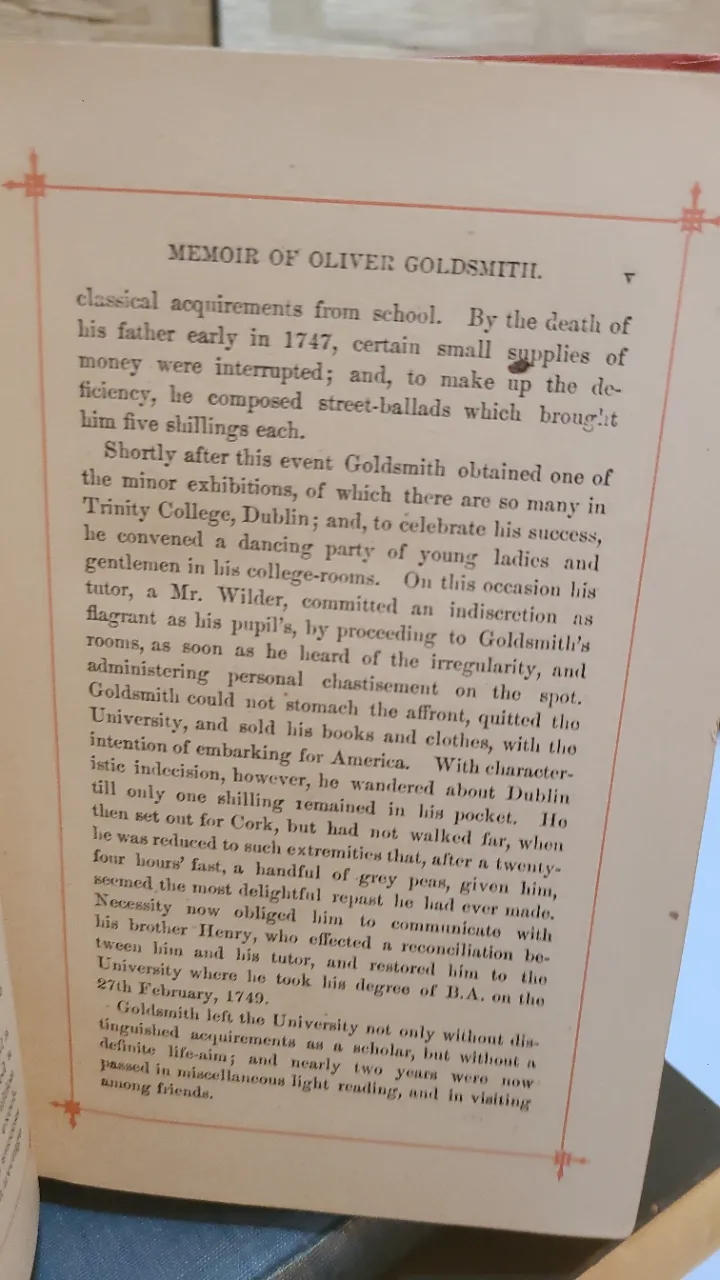 MEMOIR OF OLIVER GOLDSMITH. v
classical acquirements from school. By the death of
his father early in 1747, certain small supplies of
money were interrupted; and, to make up the de-
ficiency, he composed street-ballads which brought
him five shillings each.
Shortly after this event Goldsmith obtained one of
the minor exhibitions, of which there are so many in
Trinity College, Dublin; and, to celebrate his success,
he convened a dancing party of young ladies and
gentlemen in his college-rooms. On this occasion his
tutor, a Mr. Wilder, committed an indiscretion as
flagrant as his pupil's, by proceeding to Goldsmith's
rooms, as soon as he heard of the irregularity, and
administering personal chastisement on the spot.
Goldsmith could not stomach the affront, quitted the
University, and sold his books and clothes, with the
intention of embarking for America. With character-
istic indecision, however, he wandered about Dublin
till only one shilling remained in his pocket. He
then set out for Cork, but had not walked far, when
he was reduced to such extremities that, after a twenty-
four hours' fast, a handful of grey peas, given him,
seemed the most delightful repast he had ever made.
Necessity now obliged him to communicate with
his brother Henry, who effected a reconciliation be-
tween him and his tutor, and restored him to the
University where he took his degree of B.A. on the
27th February, 1749.
Goldsmith left the University not only without dis-
tinguished acquirements as a scholar, but without a
definite life-aim; and nearly two years were now
passed in miscellaneous light reading, and in visiting
among friends.